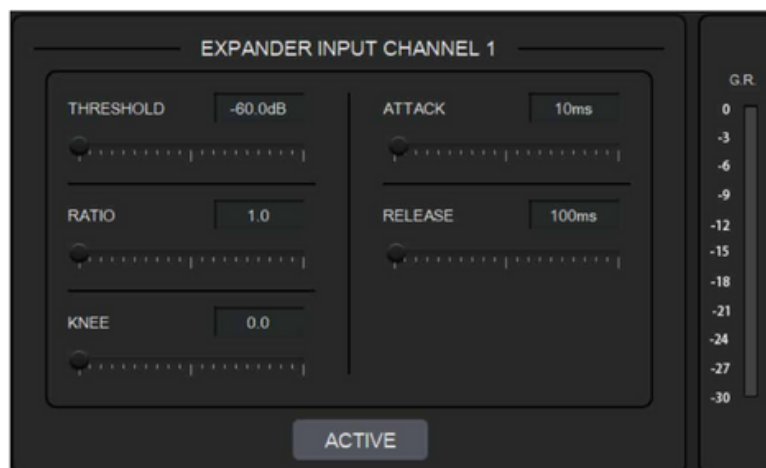 EXPANDER INPUT CHANNEL 1
THRESHOLD -60.0dB
RATIO 1.0
KNEE 0.0
ATTACK 10ms
RELEASE 100ms
ACTIVE
G.R.
0
-3
-6
-9
-12
-15
-18
-21
-24
-27
-30